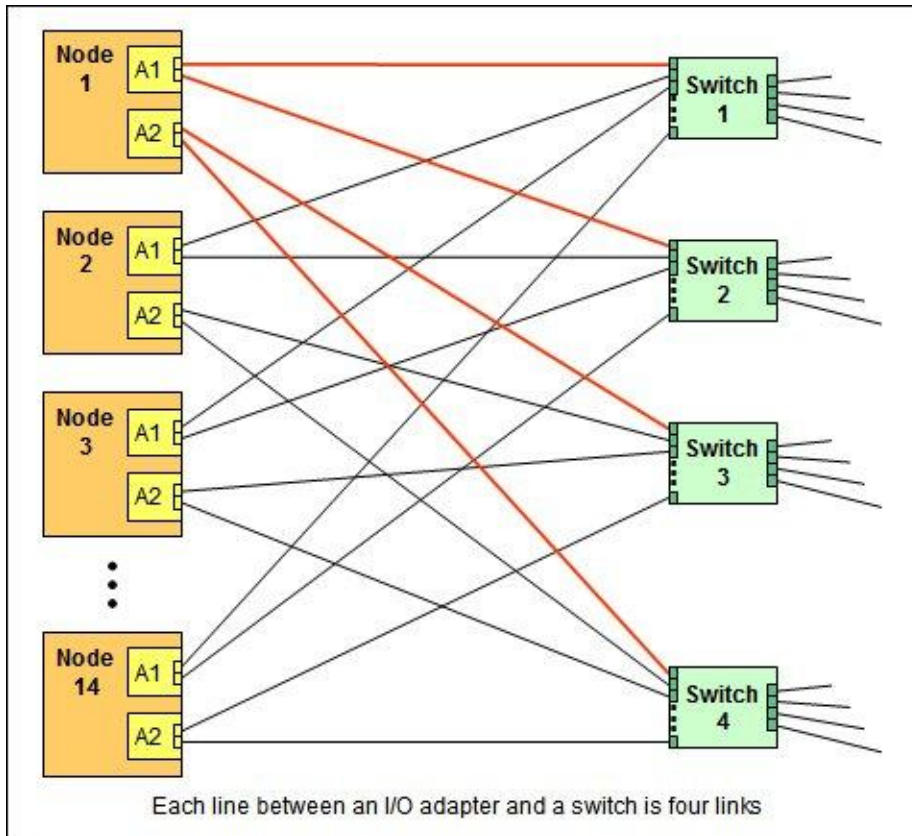 Node
1
A1
A2
Switch
1
Node
2
A1
A2
Switch
2
Node
3
A1
A2
Switch
3
Node
14
A1
A2
Switch
4
Each line between an I/O adapter and a switch is four links